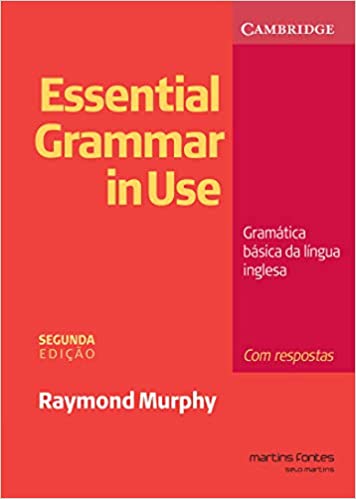 CAMBRIDGE
Essential
Grammar
in Use
Gramática
básica da língua
inglesa
SEGUNDA
EDIÇÃO
Com respostas
Raymond Murphy
martins fontes
selo martins